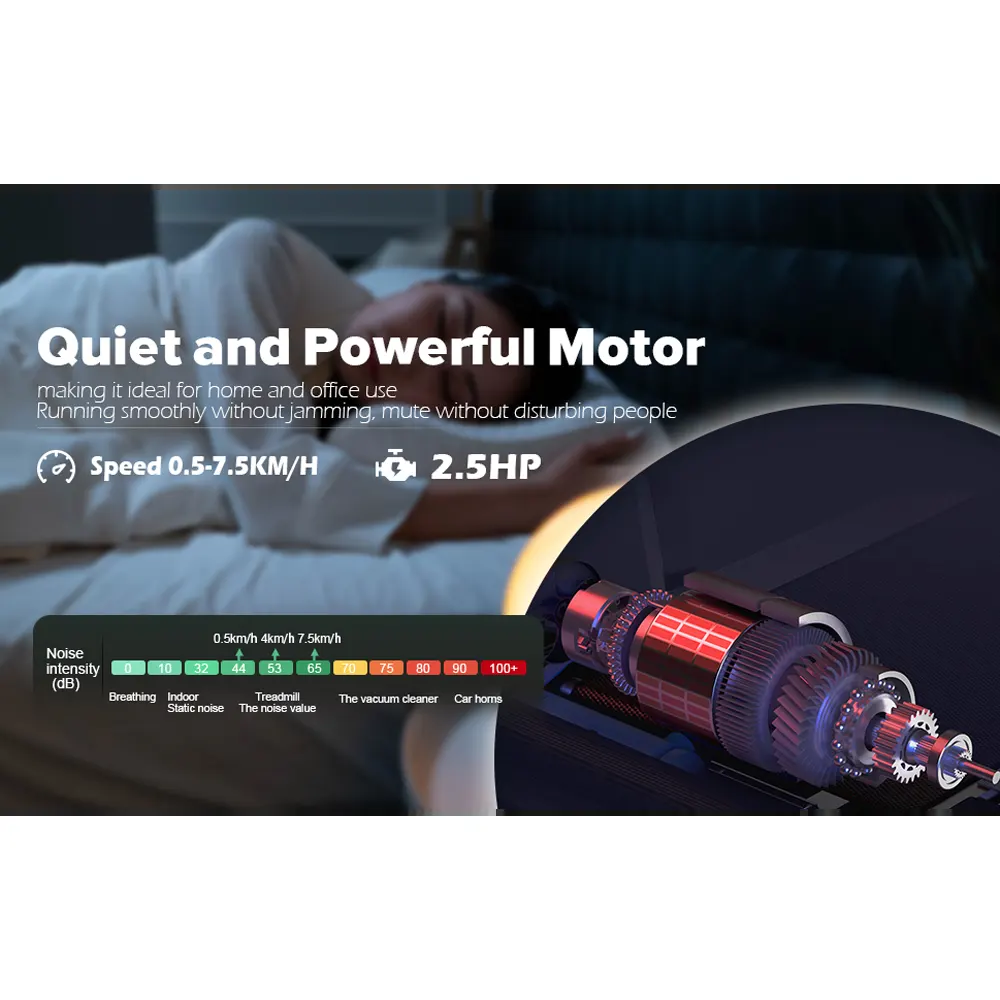 Quiet and Powerful Motor
making it ideal for home and office use
Running smoothly without jamming, mute without disturbing people
Speed 0.5-7.5KM/H
2.5HP
0.5km/h 4km/h 7.5km/h
Noise intensity (dB)
0 10 32 44 53 65 70 75 80 90 100+
Breathing
Indoor Static noise
Treadmill The noise value
The vacuum cleaner
Car horns